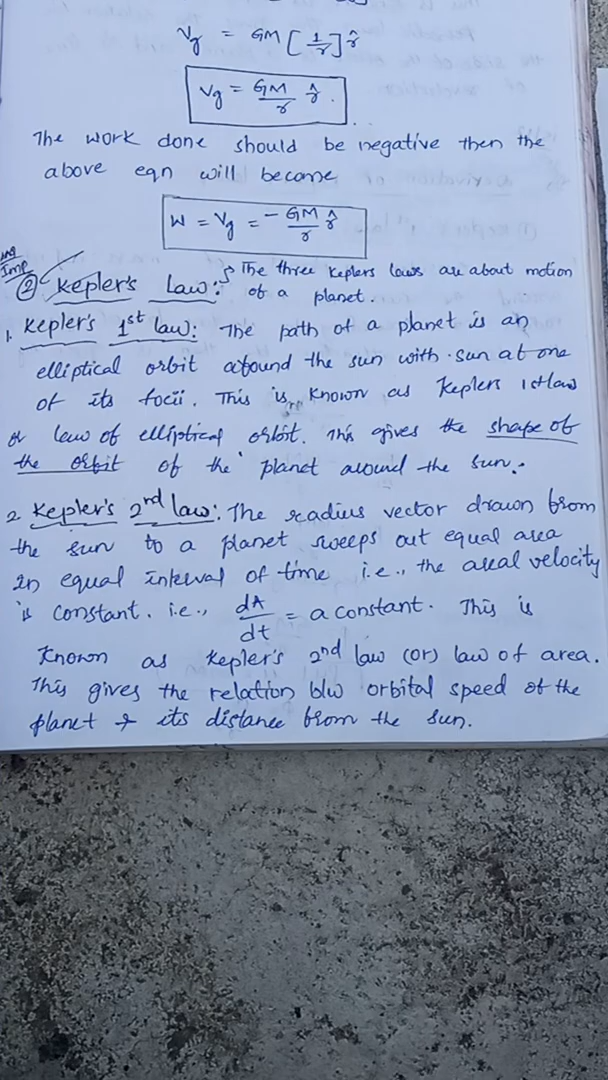 Vg = GM [1/r] r̂
Vg = GM/r r̂.
The work done should be negative then the
above eqn will become
W = Vg = -GM/r r̂
Imp
② Kepler's Law: The three Keplers laws are about motion
of a planet.
1. Kepler's 1st law: The path of a planet is an
elliptical orbit around the sun with sun at one
of its focii. This is known as Keplers 1st law
or law of elliptical orbit. This gives the shape of
the orbit of the planet around the sun.
2. Kepler's 2nd law: The radius vector drawn from
the sun to a planet sweeps out equal area
in equal interval of time i.e., the areal velocity
is constant. i.e., dA/dt = a constant. This is
Known as Kepler's 2nd law (or) law of area.
This gives the relation b/w orbital speed of the
planet & its distance from the sun.